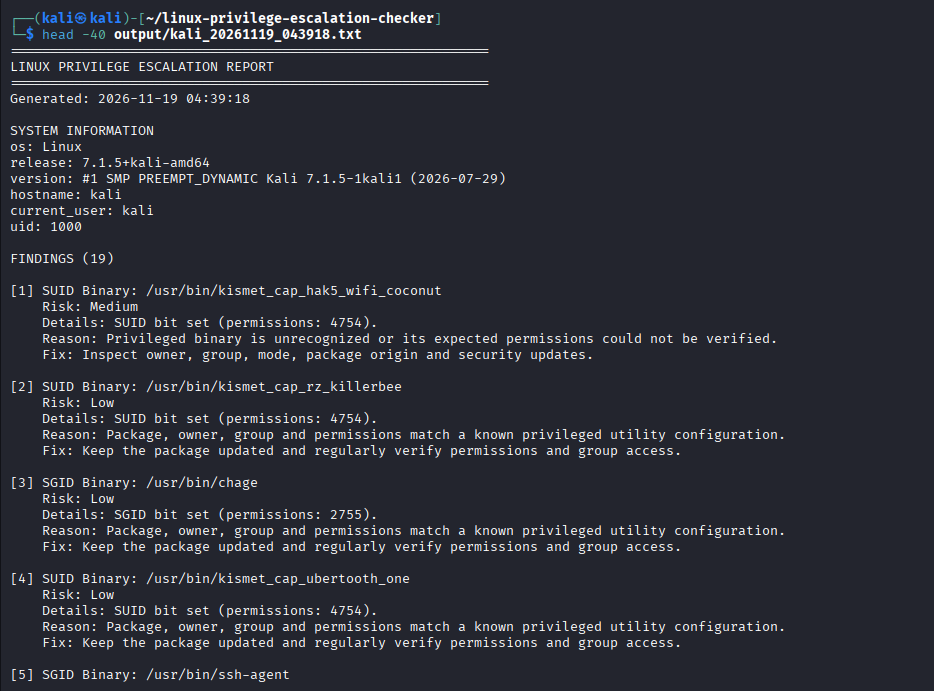 ┌──(kali㉿kali)-[~/linux-privilege-escalation-checker]
└─$ head -40 output/kali_20261119_043918.txt
════════════════════════════════════════════════════════════
LINUX PRIVILEGE ESCALATION REPORT
════════════════════════════════════════════════════════════
Generated: 2026-11-19 04:39:18

SYSTEM INFORMATION
os: Linux
release: 7.1.5+kali-amd64
version: #1 SMP PREEMPT_DYNAMIC Kali 7.1.5-1kali1 (2026-07-29)
hostname: kali
current_user: kali
uid: 1000

FINDINGS (19)

[1] SUID Binary: /usr/bin/kismet_cap_hak5_wifi_coconut
    Risk: Medium
    Details: SUID bit set (permissions: 4754).
    Reason: Privileged binary is unrecognized or its expected permissions could not be verified.
    Fix: Inspect owner, group, mode, package origin and security updates.

[2] SUID Binary: /usr/bin/kismet_cap_rz_killerbee
    Risk: Low
    Details: SUID bit set (permissions: 4754).
    Reason: Package, owner, group and permissions match a known privileged utility configuration.
    Fix: Keep the package updated and regularly verify permissions and group access.

[3] SGID Binary: /usr/bin/chage
    Risk: Low
    Details: SGID bit set (permissions: 2755).
    Reason: Package, owner, group and permissions match a known privileged utility configuration.
    Fix: Keep the package updated and regularly verify permissions and group access.

[4] SUID Binary: /usr/bin/kismet_cap_ubertooth_one
    Risk: Low
    Details: SUID bit set (permissions: 4754).
    Reason: Package, owner, group and permissions match a known privileged utility configuration.
    Fix: Keep the package updated and regularly verify permissions and group access.

[5] SGID Binary: /usr/bin/ssh-agent